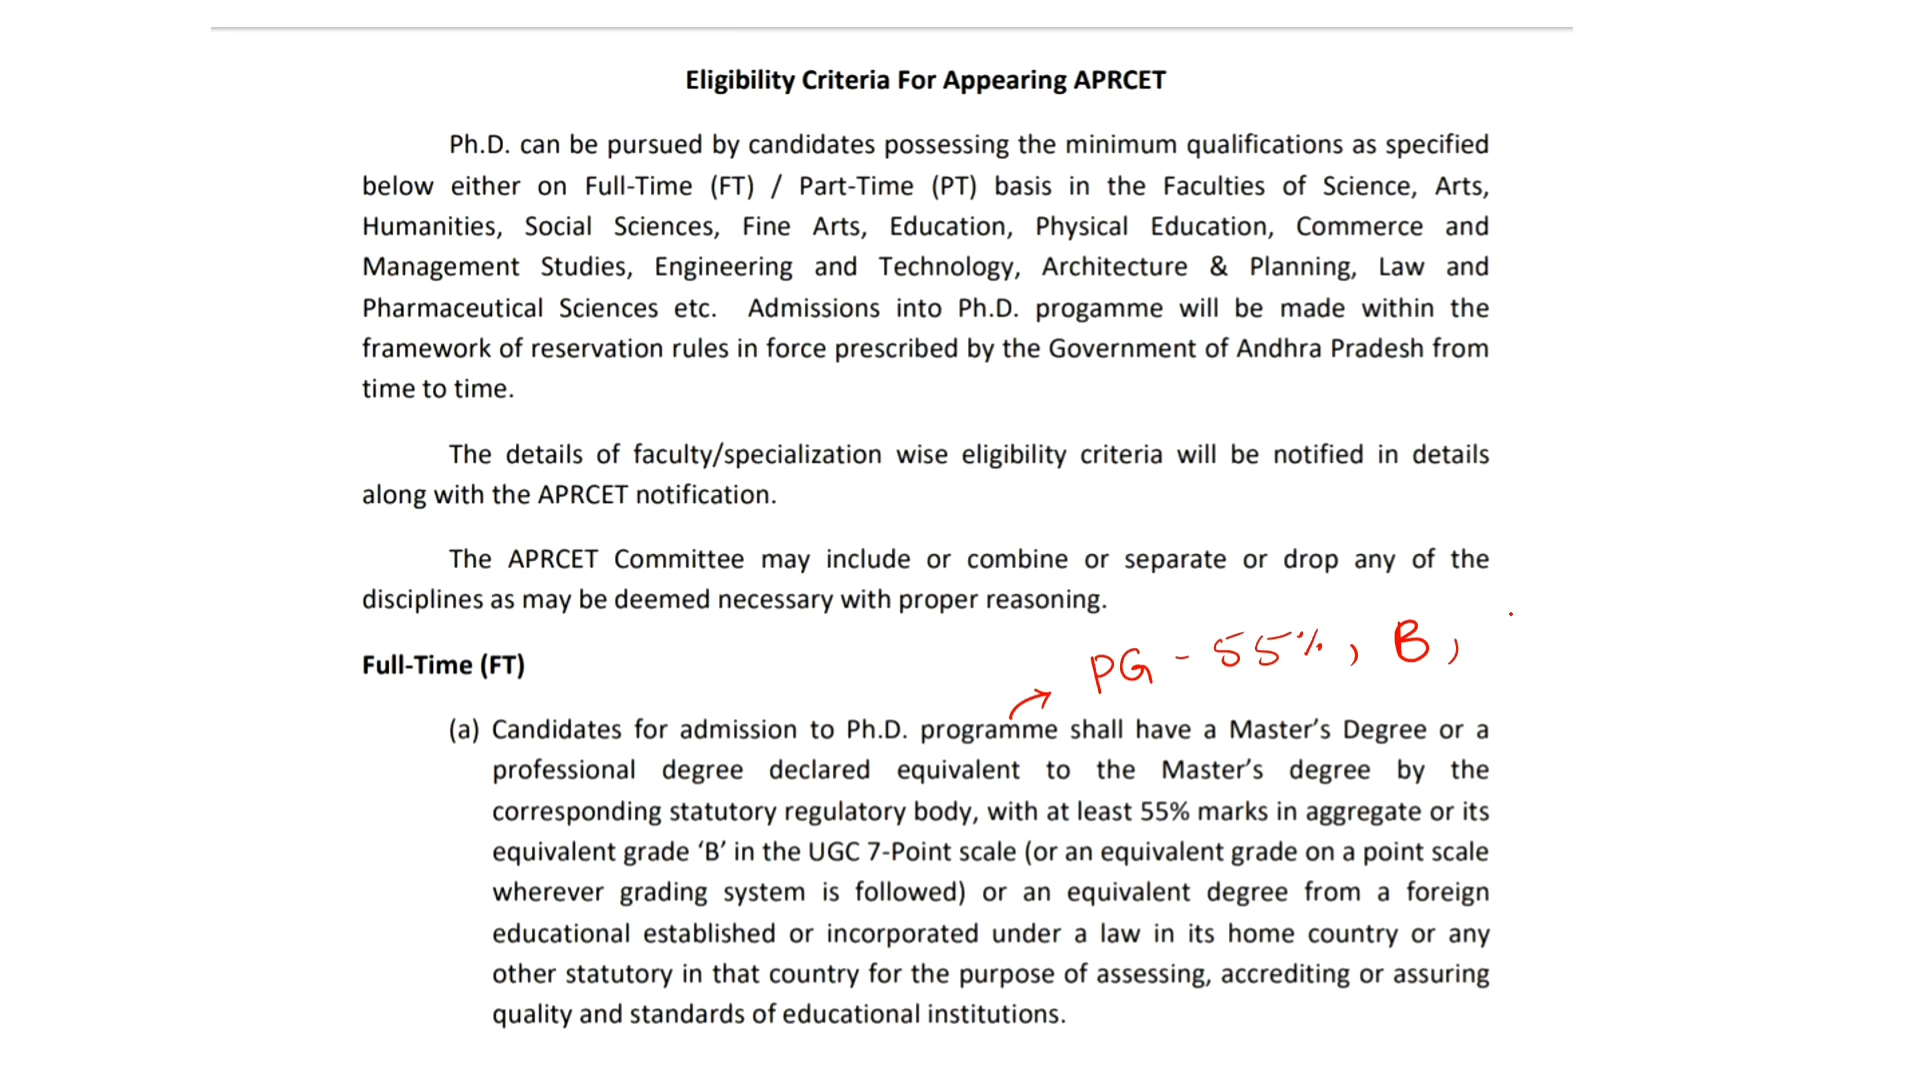 Eligibility Criteria For Appearing APRCET
Ph.D. can be pursued by candidates possessing the minimum qualifications as specified
below either on Full-Time (FT) / Part-Time (PT) basis in the Faculties of Science, Arts,
Humanities, Social Sciences, Fine Arts, Education, Physical Education, Commerce and
Management Studies, Engineering and Technology, Architecture & Planning, Law and
Pharmaceutical Sciences etc. Admissions into Ph.D. progamme will be made within the
framework of reservation rules in force prescribed by the Government of Andhra Pradesh from
time to time.
The details of faculty/specialization wise eligibility criteria will be notified in details
along with the APRCET notification.
The APRCET Committee may include or combine or separate or drop any of the
disciplines as may be deemed necessary with proper reasoning.
PG - 55%, B,
Full-Time (FT)
(a) Candidates for admission to Ph.D. programme shall have a Master's Degree or a
professional degree declared equivalent to the Master's degree by the
corresponding statutory regulatory body, with at least 55% marks in aggregate or its
equivalent grade 'B' in the UGC 7-Point scale (or an equivalent grade on a point scale
wherever grading system is followed) or an equivalent degree from a foreign
educational established or incorporated under a law in its home country or any
other statutory in that country for the purpose of assessing, accrediting or assuring
quality and standards of educational institutions.